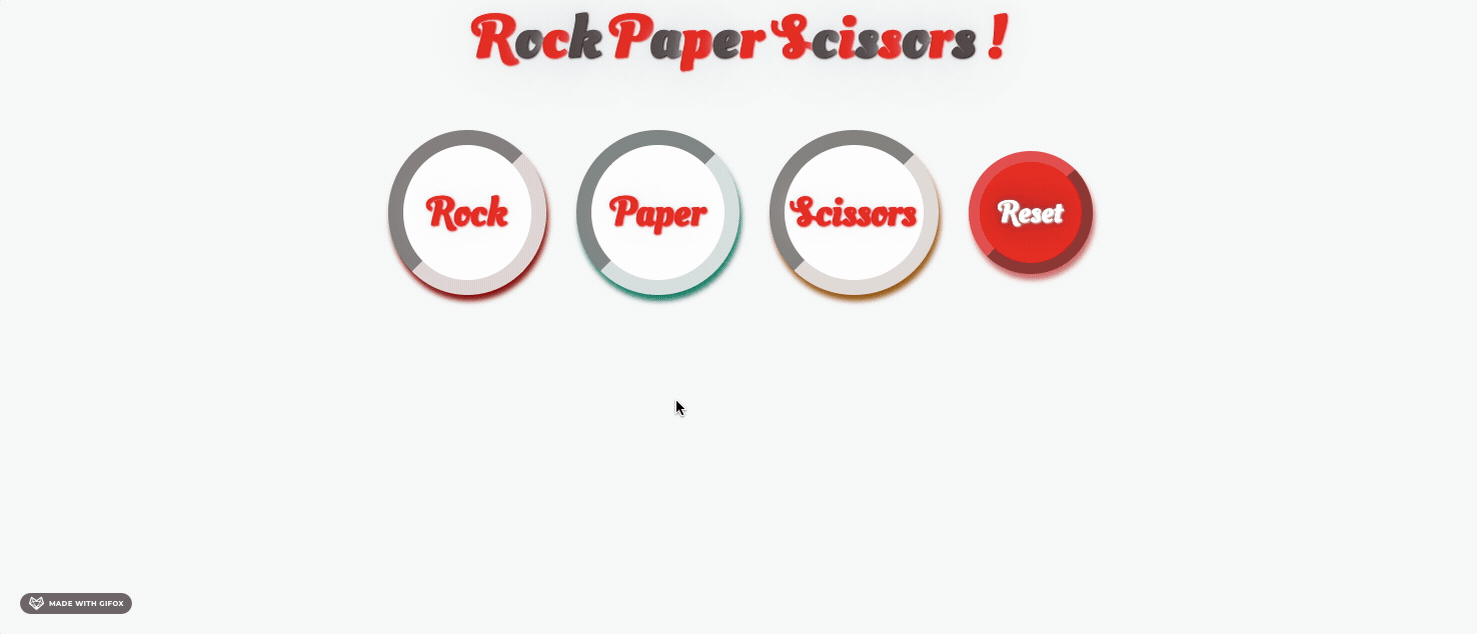 Rock Paper Scissors !
Rock
Paper
Scissors
Reset
MADE WITH GIFOX